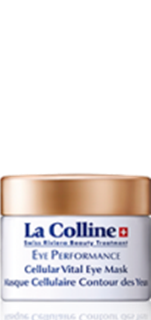 La Colline
Swiss Riviera Beauty Treatment
EYE PERFORMANCE
Cellular Vital Eye Mask
Masque Cellulaire Contour des Yeux